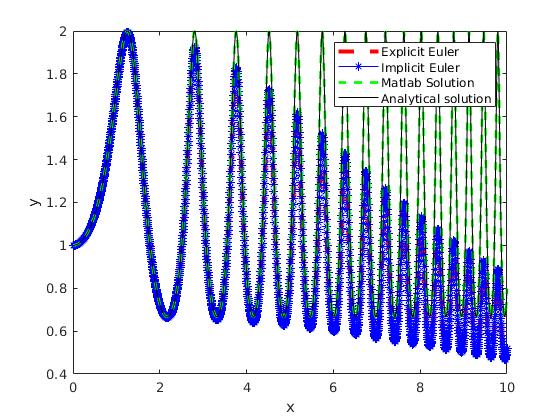 2
1.8
1.6
1.4
1.2
1
0.8
0.6
0.4
y
Explicit Euler
Implicit Euler
Matlab Solution
Analytical solution
0 2 4 6 8 10
x